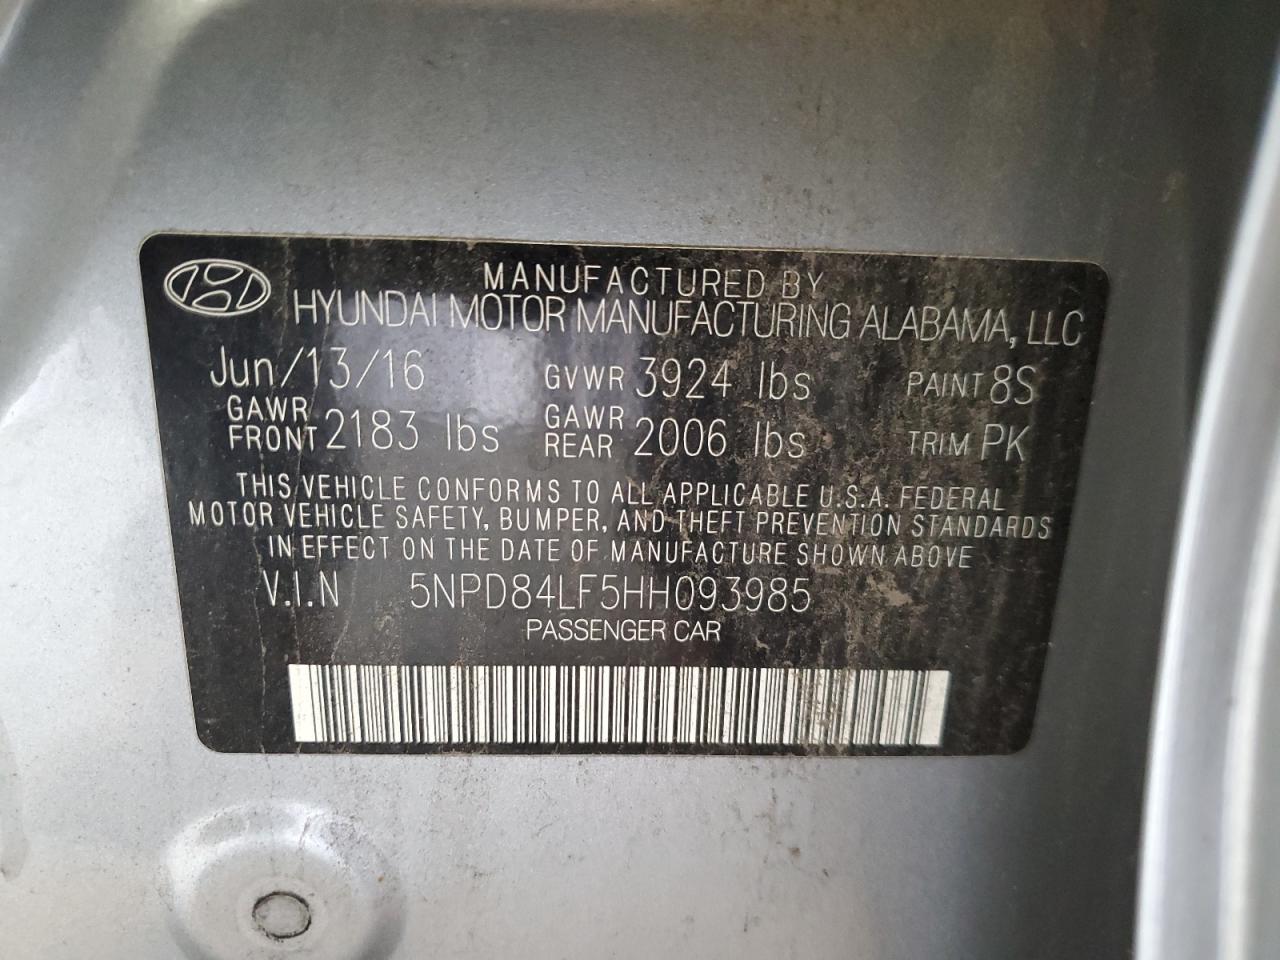 MANUFACTURED BY
HYUNDAI MOTOR MANUFACTURING ALABAMA, LLC
Jun/13/16 GVWR 3924 lbs PAINT 8S
GAWR FRONT 2183 lbs GAWR REAR 2006 lbs TRIM PK
THIS VEHICLE CONFORMS TO ALL APPLICABLE U.S.A. FEDERAL
MOTOR VEHICLE SAFETY, BUMPER, AND THEFT PREVENTION STANDARDS
IN EFFECT ON THE DATE OF MANUFACTURE SHOWN ABOVE
V.I.N 5NPD84LF5HH093985
PASSENGER CAR